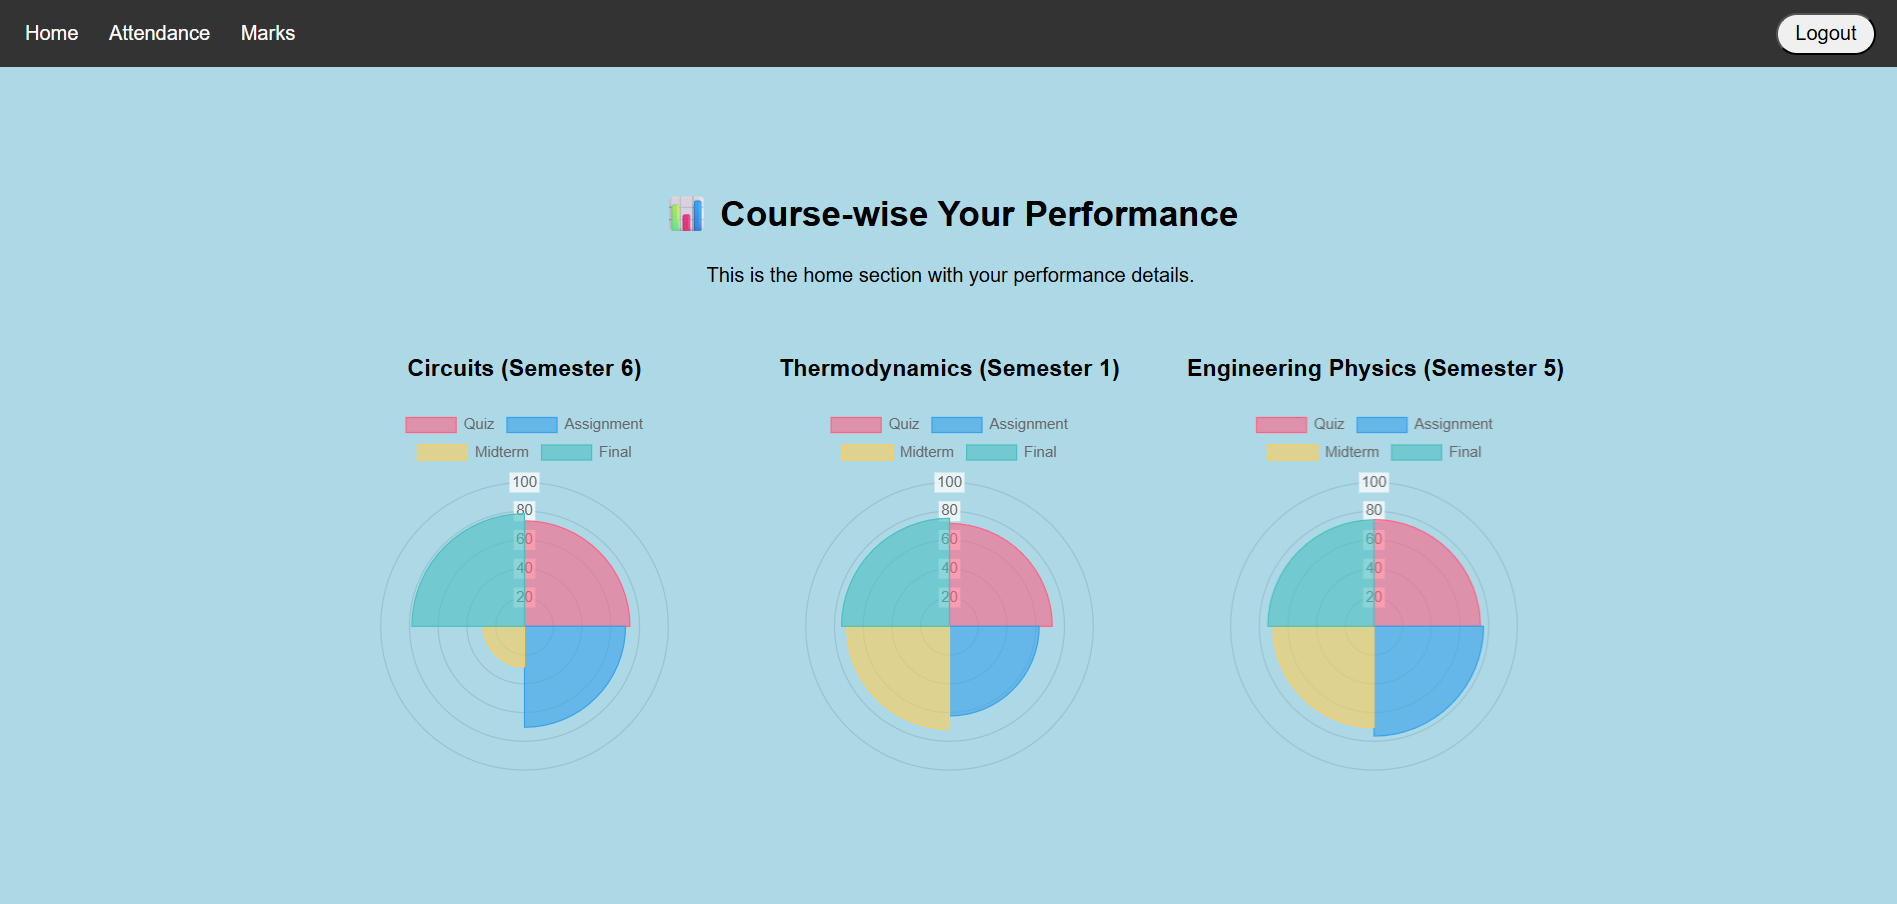 Home Attendance Marks Logout
Course-wise Your Performance
This is the home section with your performance details.
Circuits (Semester 6)
Quiz Assignment
Midterm Final
100
80
60
40
20
Thermodynamics (Semester 1)
Quiz Assignment
Midterm Final
100
80
60
40
20
Engineering Physics (Semester 5)
Quiz Assignment
Midterm Final
100
80
60
40
20